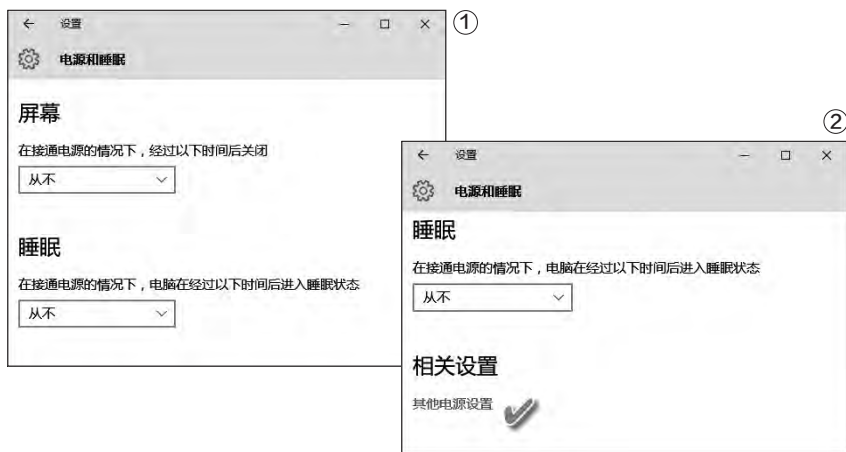 设置
①
电源和睡眠
屏幕
在接通电源的情况下，经过以下时间后关闭
从不
睡眠
在接通电源的情况下，电脑在经过以下时间后进入睡眠状态
从不
②
设置
电源和睡眠
睡眠
在接通电源的情况下，电脑在经过以下时间后进入睡眠状态
从不
相关设置
其他电源设置